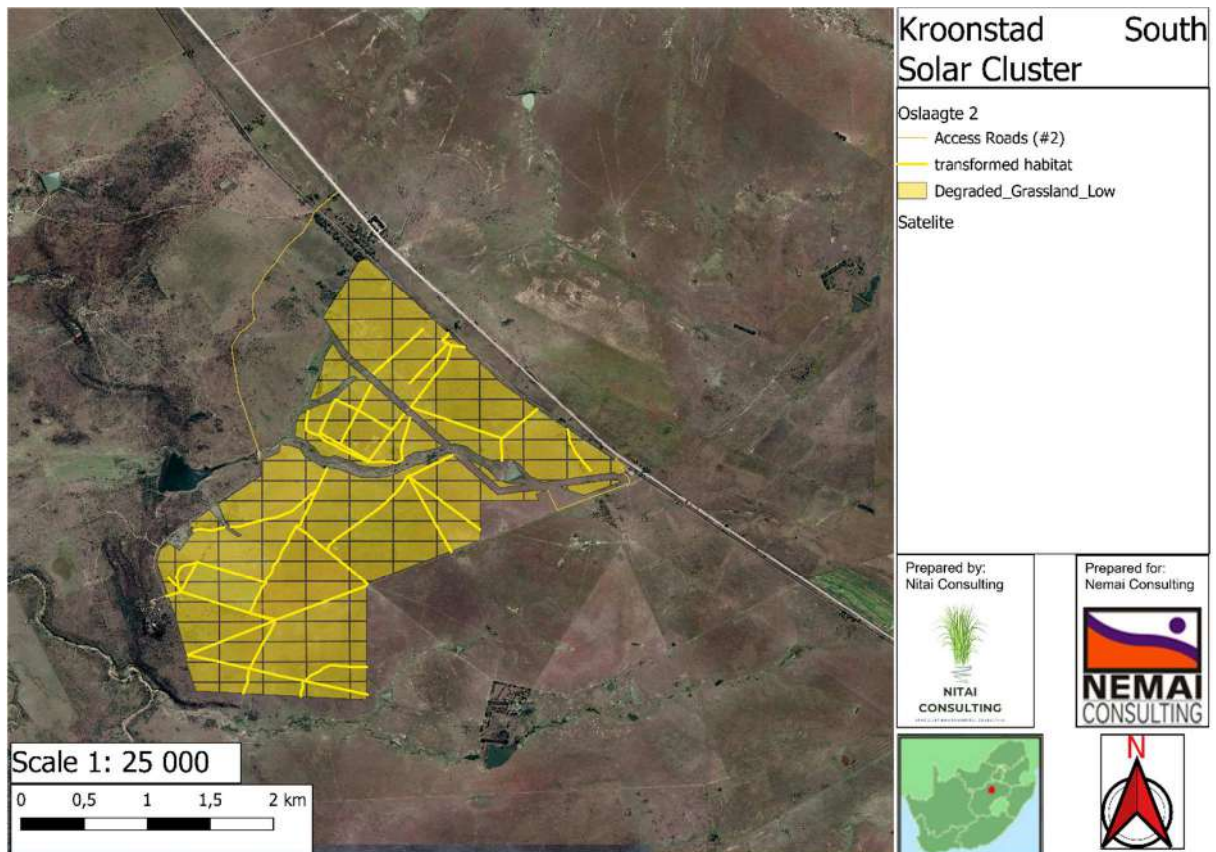 Kroonstad South
Solar Cluster
Oslaagte 2
Access Roads (#2)
transformed habitat
Degraded_Grassland_Low
Satelite
Prepared by:
Nitai Consulting
NITAI
CONSULTING
Prepared for:
Nemai Consulting
NEMAI
CONSULTING
N
Scale 1: 25 000
0 0,5 1 1,5 2 km